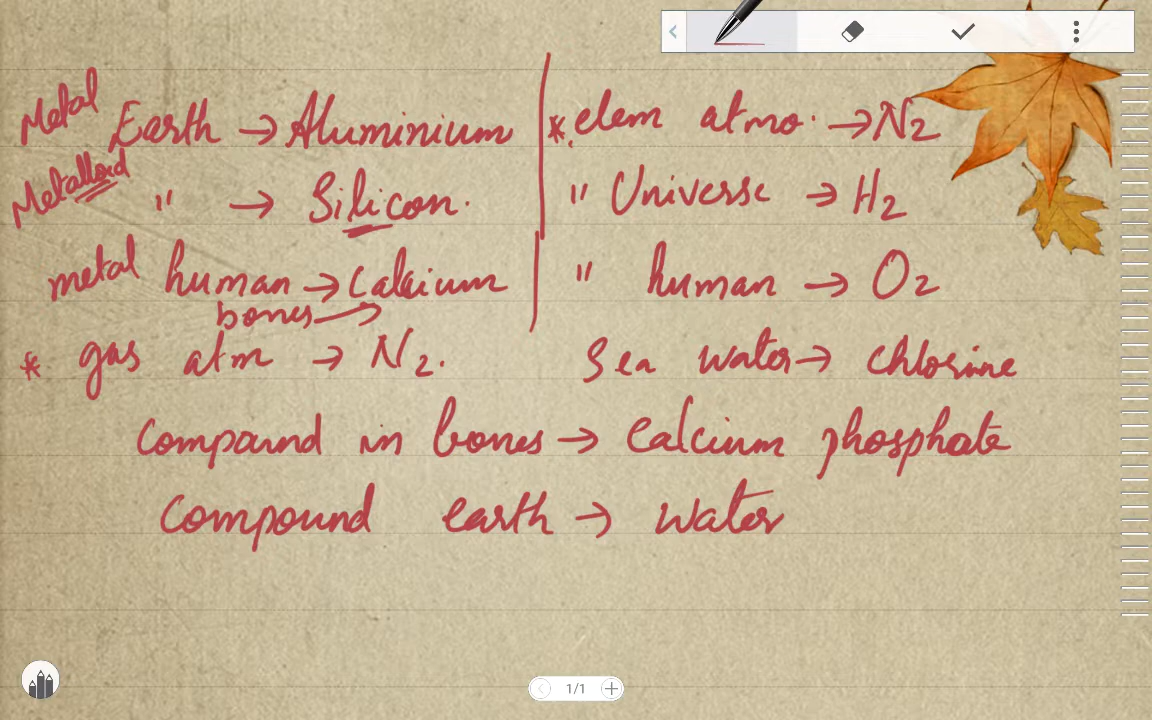 Metal Earth → Aluminium
Metalloid " → Silicon.
metal human → Calcium
bones →
* gas atm → N2.
* elem atmo. → N2
" Universe → H2
" human → O2
Sea water → Chlorine
Compound in bones → Calcium phosphate
Compound earth → water
1/1